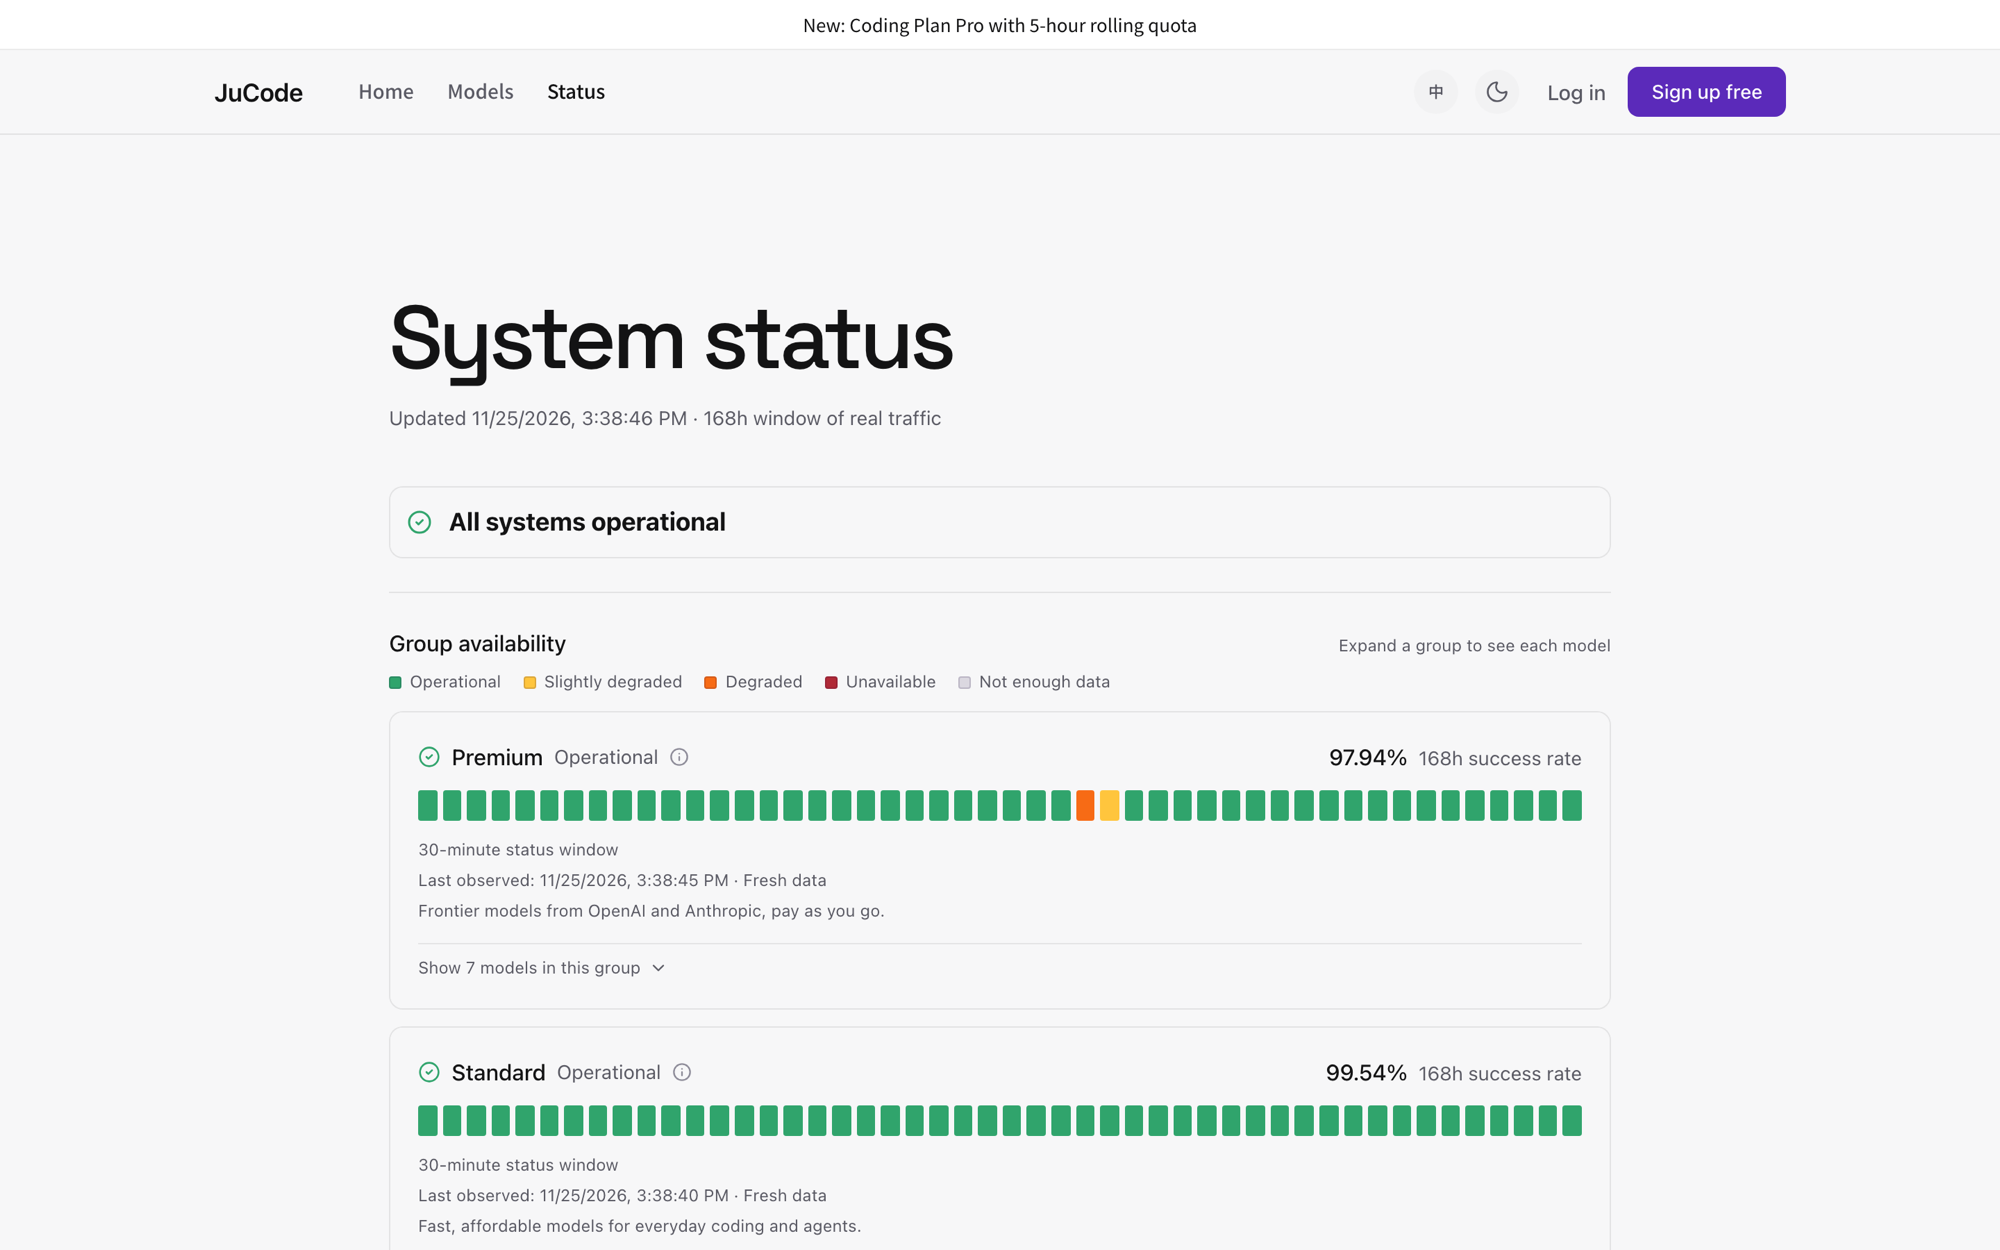 New: Coding Plan Pro with 5-hour rolling quota
JuCode Home Models Status 中 Log in Sign up free
System status
Updated 11/25/2026, 3:38:46 PM · 168h window of real traffic
All systems operational
Group availability Expand a group to see each model
Operational Slightly degraded Degraded Unavailable Not enough data
Premium Operational 97.94% 168h success rate
30-minute status window
Last observed: 11/25/2026, 3:38:45 PM · Fresh data
Frontier models from OpenAI and Anthropic, pay as you go.
Show 7 models in this group
Standard Operational 99.54% 168h success rate
30-minute status window
Last observed: 11/25/2026, 3:38:40 PM · Fresh data
Fast, affordable models for everyday coding and agents.